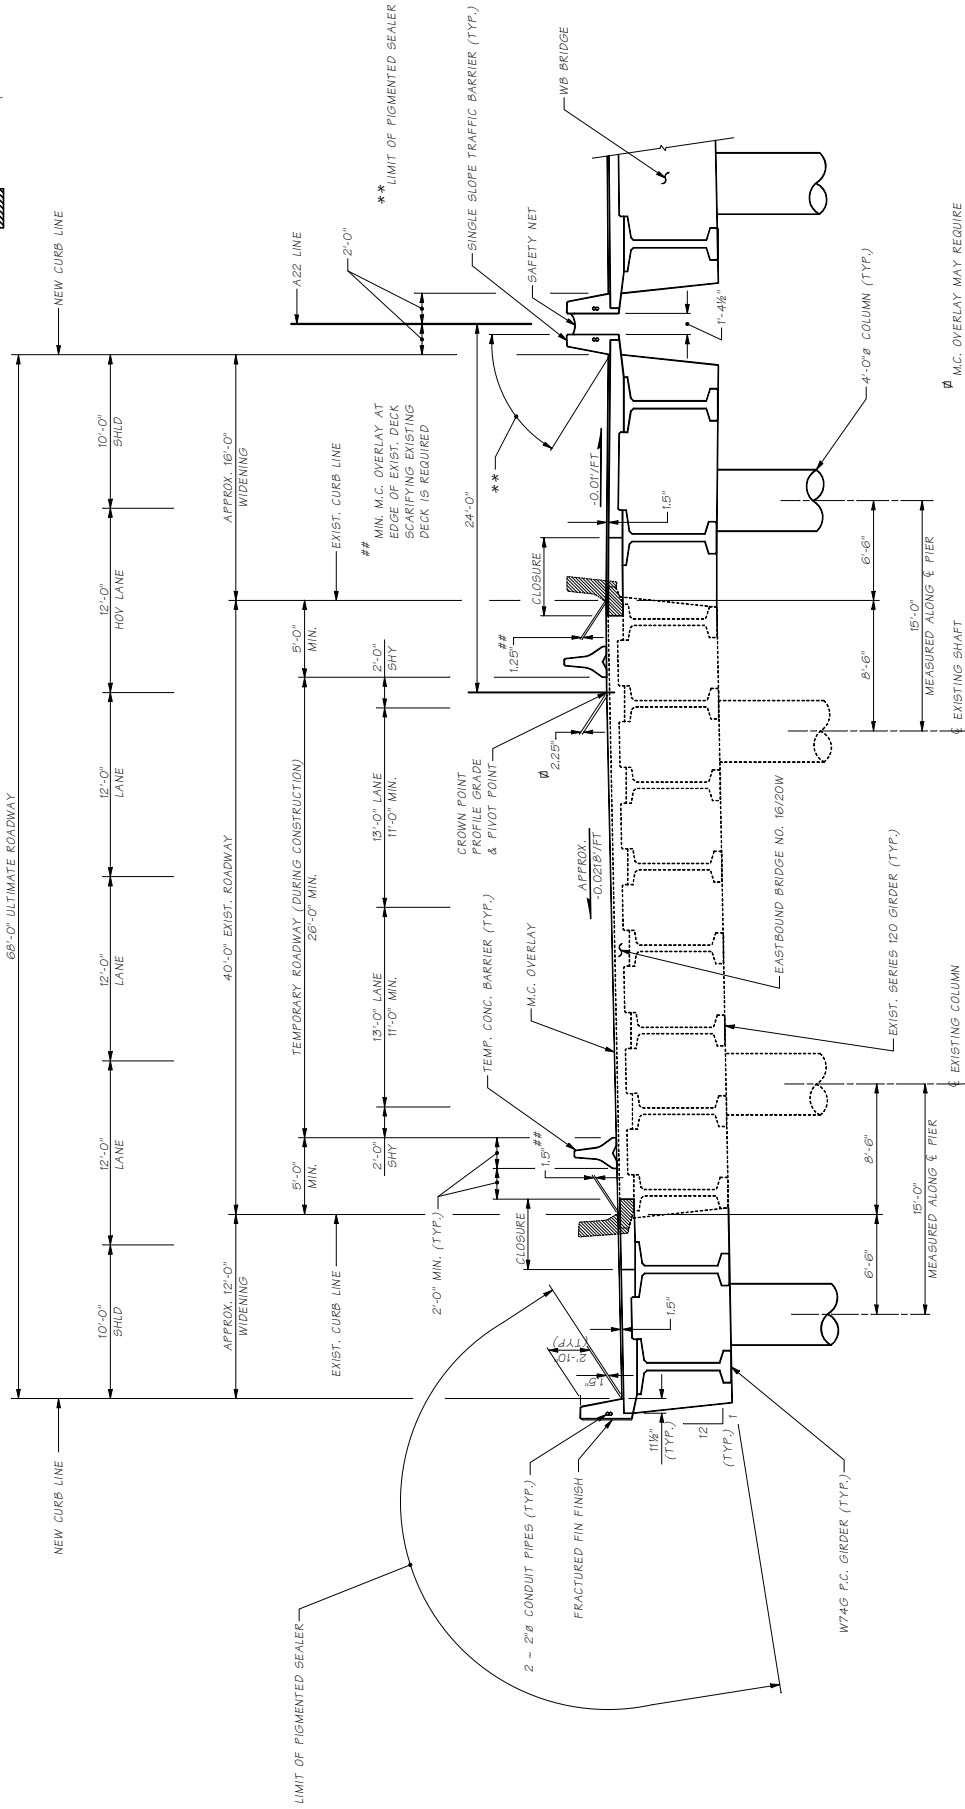 68'-0" ULTIMATE ROADWAY
NEW CURB LINE
10'-0"
SHLD
12'-0"
LANE
12'-0"
LANE
12'-0"
LANE
12'-0"
HOV LANE
10'-0"
SHLD
NEW CURB LINE
APPROX. 12'-0"
WIDENING
40'-0" EXIST. ROADWAY
APPROX. 16'-0"
WIDENING
A22 LINE
2'-0"
**
LIMIT OF PIGMENTED SEALER
EXIST. CURB LINE
5'-0"
MIN.
TEMPORARY ROADWAY (DURING CONSTRUCTION)
26'-0" MIN.
5'-0"
MIN.
EXIST. CURB LINE
2'-0"
SHY
13'-0" LANE
11'-0" MIN.
13'-0" LANE
11'-0" MIN.
2'-0"
SHY
##
MIN. M.C. OVERLAY AT
EDGE OF EXIST. DECK
SCARIFYING EXISTING
DECK IS REQUIRED
LIMIT OF PIGMENTED SEALER
2'-0" MIN. (TYP.)
TEMP. CONC. BARRIER (TYP.)
CROWN POINT
PROFILE GRADE
& PIVOT POINT
24'-0"
**
SINGLE SLOPE TRAFFIC BARRIER (TYP.)
SAFETY NET
WB BRIDGE
CLOSURE
1.5"
##
M.C. OVERLAY
2.25"
1.25"
##
CLOSURE
2'-10"
(TYP)
1.5"
APPROX.
-0.0218'/FT
-0.01'/FT
2 ~ 2"ø CONDUIT PIPES (TYP.)
FRACTURED FIN FINISH
11½"
(TYP.)
12
1
(TYP.)
1.5"
1.5"
1'-4½"
EASTBOUND BRIDGE NO. 16/20W
W74G P.C. GIRDER (TYP.)
EXIST. SERIES 120 GIRDER (TYP.)
4'-0"ø COLUMN (TYP.)
6'-6"
8'-6"
8'-6"
6'-6"
15'-0"
MEASURED ALONG ℄ PIER
15'-0"
MEASURED ALONG ℄ PIER
℄ EXISTING COLUMN
℄ EXISTING SHAFT
M.C. OVERLAY MAY REQUIRE